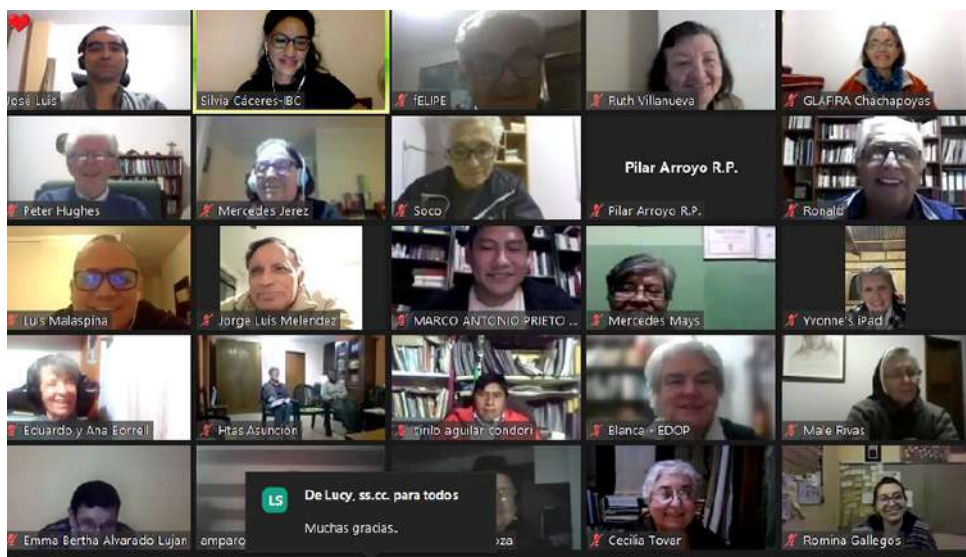 José Luis
Silvia Cáceres-IBC
fELIPE
Ruth Villanueva
GLAFIRA Chachapoyas
Peter Hughes
Mercedes Jerez
Soco
Pilar Arroyo R.P.
Pilar Arroyo R.P.
Ronald
Luis Malaspina
Jorge Luis Melendez
MARCO ANTONIO PRIETO ...
Mercedes Mays
Yvonne's iPad
Eduardo y Ana Borrell
Htas Asunción
cirilo aguilar condori
Blanca - EDOP
Male Rivas
LS
De Lucy, ss.cc. para todos
Muchas gracias..
Emma Bertha Alvarado Lujan
amparo
Cecilia Tovar
Romina Gallegos